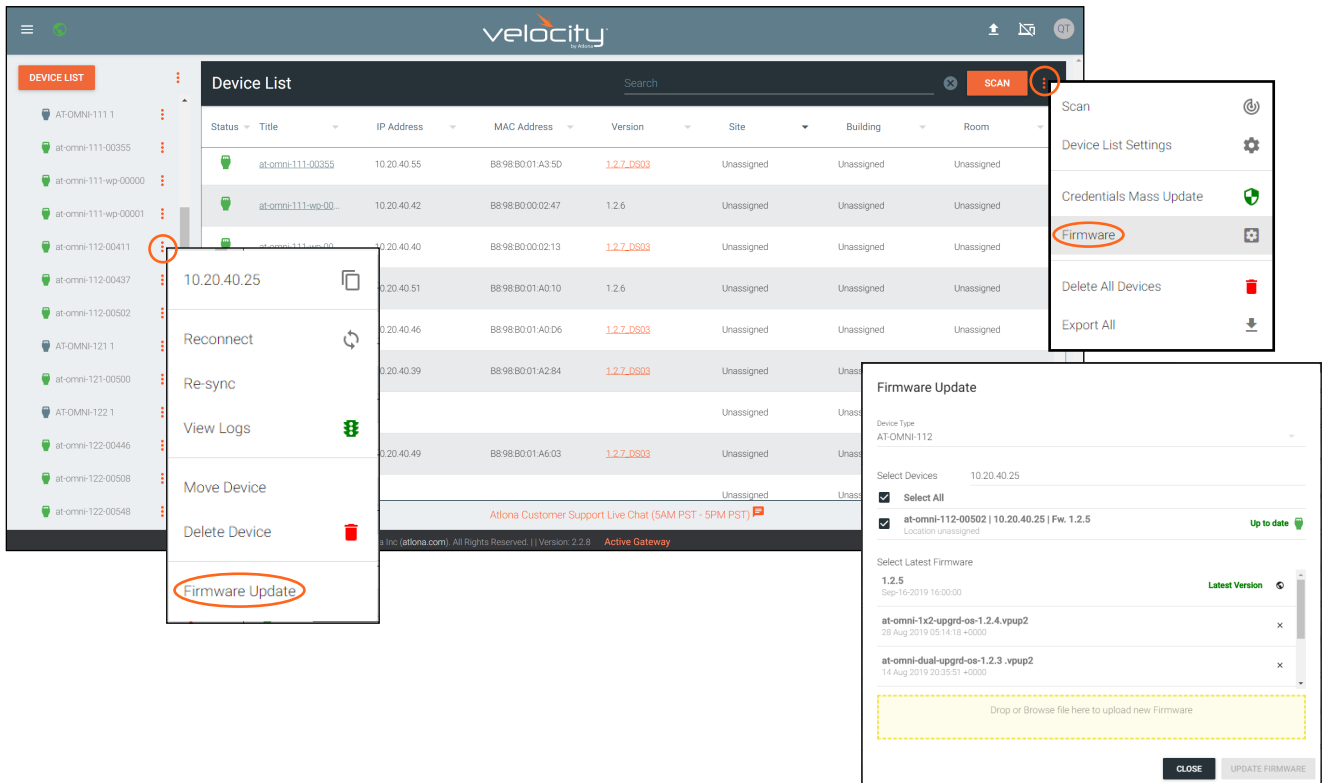 velocity
by Atlona
QT
DEVICE LIST
AT-OMNI-111 1
at-omni-111-00355
at-omni-111-wp-00000
at-omni-111-wp-00001
at-omni-112-00411
at-omni-112-00437
at-omni-112-00502
AT-OMNI-121 1
at-omni-121-00500
AT-OMNI-122 1
at-omni-122-00446
at-omni-122-00508
at-omni-122-00548
Device List Search SCAN
Status Title IP Address MAC Address Version Site Building Room
at-omni-111-00355 10.20.40.55 B8:98:B0:01:A3:5D 1.2.7_DS03 Unassigned Unassigned Unassigned
at-omni-111-wp-00... 10.20.40.42 B8:98:B0:00:02:47 1.2.6 Unassigned Unassigned Unassigned
at-omni-111-wp-00 10.20.40.40 B8:98:B0:00:02:13 1.2.7_DS03 Unassigned Unassigned Unassigned
0.20.40.51 B8:98:B0:01:A0:10 1.2.6 Unassigned Unassigned Unassigned
0.20.40.46 B8:98:B0:01:A0:D6 1.2.7_DS03 Unassigned Unassigned Unassigned
0.20.40.39 B8:98:B0:01:A2:84 1.2.7_DS03 Unassigned Unass
Unassigned Unass
0.20.40.49 B8:98:B0:01:A6:03 1.2.7_DS03 Unassigned Unass
Unassigned Unass
Atlona Customer Support Live Chat (5AM PST - 5PM PST)
a Inc (atlona.com). All Rights Reserved. | | Version: 2.2.8 Active Gateway
10.20.40.25
Reconnect
Re-sync
View Logs
Move Device
Delete Device
Firmware Update
Scan
Device List Settings
Credentials Mass Update
Firmware
Delete All Devices
Export All
Firmware Update
Device Type
AT-OMNI-112
Select Devices 10.20.40.25
Select All
at-omni-112-00502 | 10.20.40.25 | Fw. 1.2.5 Up to date
Location unassigned
Select Latest Firmware
1.2.5 Latest Version
Sep-16-2019 16:00:00
at-omni-1x2-upgrd-os-1.2.4.vpup2
28 Aug 2019 05:14:18 +0000
at-omni-dual-upgrd-os-1.2.3 .vpup2
14 Aug 2019 20:35:51 +0000
Drop or Browse file here to upload new Firmware
CLOSE UPDATE FIRMWARE